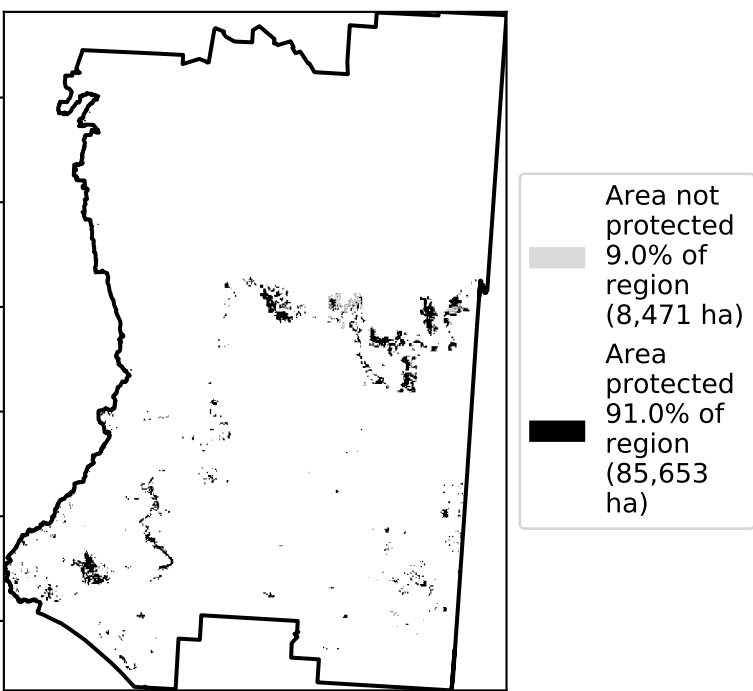 Area not
protected
9.0% of
region
(8,471 ha)
Area
protected
91.0% of
region
(85,653
ha)